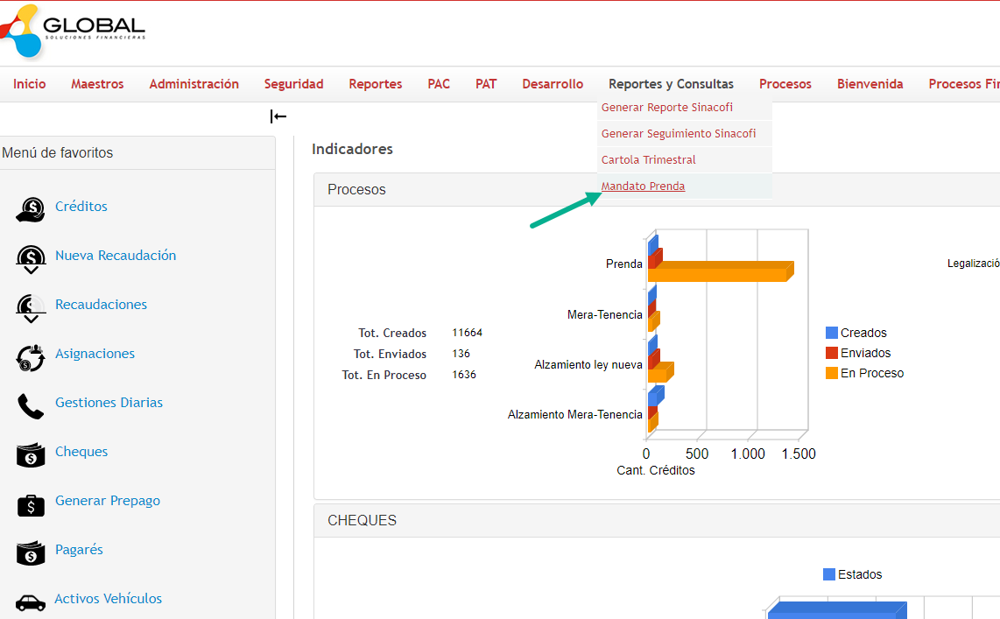 GLOBAL
SOLUCIONES FINANCIERAS
Inicio Maestros Administración Seguridad Reportes PAC PAT Desarrollo Reportes y Consultas Procesos Bienvenida Procesos Fin
Generar Reporte Sinacofi
Generar Seguimiento Sinacofi
Cartola Trimestral
Mandato Prenda
Menú de favoritos
Créditos
Nueva Recaudación
Recaudaciones
Asignaciones
Gestiones Diarias
Cheques
Generar Prepago
Pagarés
Activos Vehículos
Indicadores
Procesos
Tot. Creados 11664
Tot. Enviados 136
Tot. En Proceso 1636
Prenda
Mera-Tenencia
Alzamiento ley nueva
Alzamiento Mera-Tenencia
0 500 1.000 1.500
Cant. Créditos
Creados
Enviados
En Proceso
Legalizació
CHEQUES
Estados